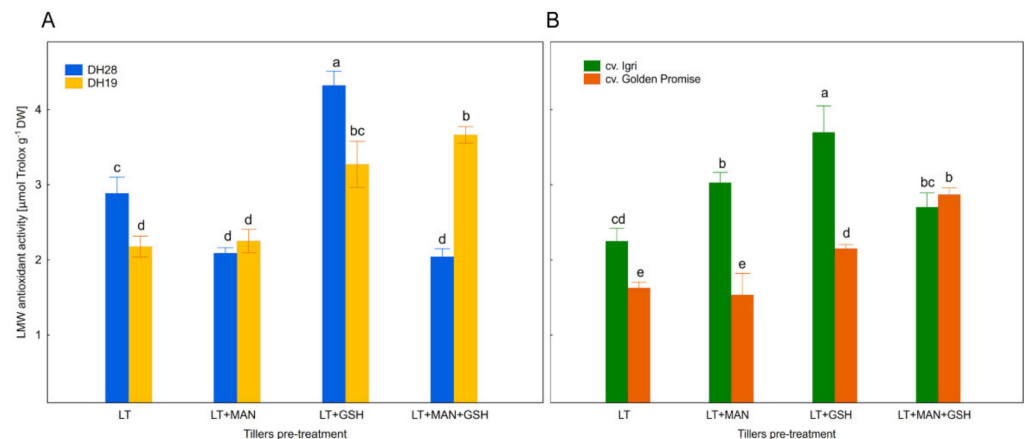 A
B
DH28
DH19
cv. Igri
cv. Golden Promise
LMW antioxidant activity [µmol Trolox g⁻¹ DW]
4
3
2
1
c
d
d
d
a
bc
d
b
cd
e
b
e
a
d
bc
b
LT
LT+MAN
LT+GSH
LT+MAN+GSH
LT
LT+MAN
LT+GSH
LT+MAN+GSH
Tillers pre-treatment
Tillers pre-treatment